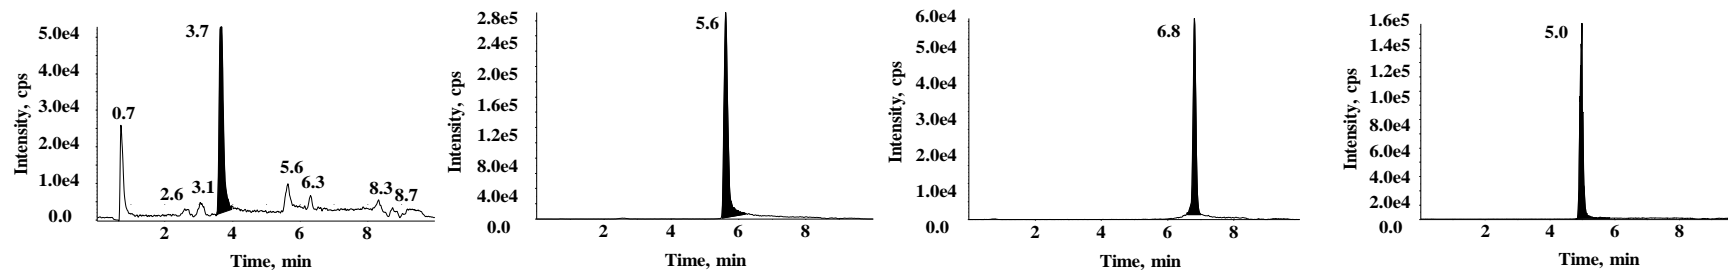 5.0e4
4.0e4
3.0e4
2.0e4
1.0e4
0.0
Intensity, cps
0.7
2.6
3.1
3.7
5.6
6.3
8.3
8.7
2 4 6 8
Time, min
2.8e5
2.4e5
2.0e5
1.6e5
1.2e5
8.0e4
4.0e4
0.0
Intensity, cps
5.6
2 4 6 8
Time, min
6.0e4
5.0e4
4.0e4
3.0e4
2.0e4
1.0e4
0.0
Intensity, cps
6.8
2 4 6 8
Time, min
1.6e5
1.4e5
1.2e5
1.0e5
8.0e4
6.0e4
4.0e4
2.0e4
0.0
Intensity, cps
5.0
2 4 6 8
Time, min